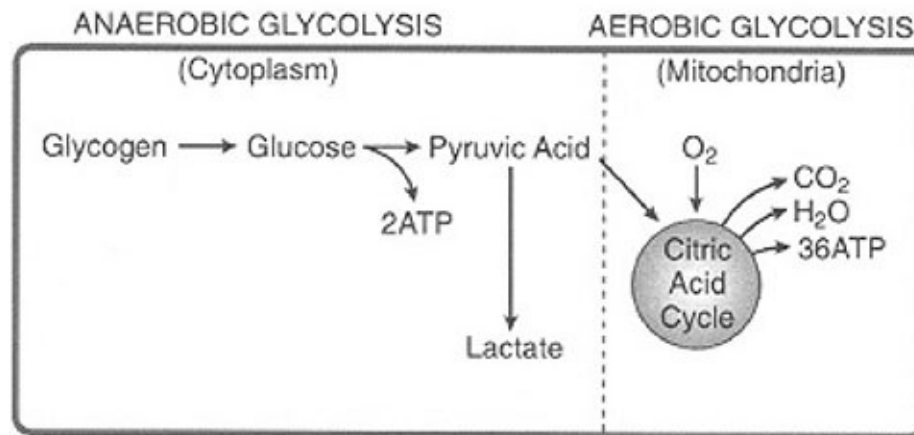 ANAEROBIC GLYCOLYSIS
AEROBIC GLYCOLYSIS
(Cytoplasm)
(Mitochondria)
Glycogen
Glucose
Pyruvic Acid
2ATP
Lactate
O₂
CO₂
H₂O
36ATP
Citric
Acid
Cycle